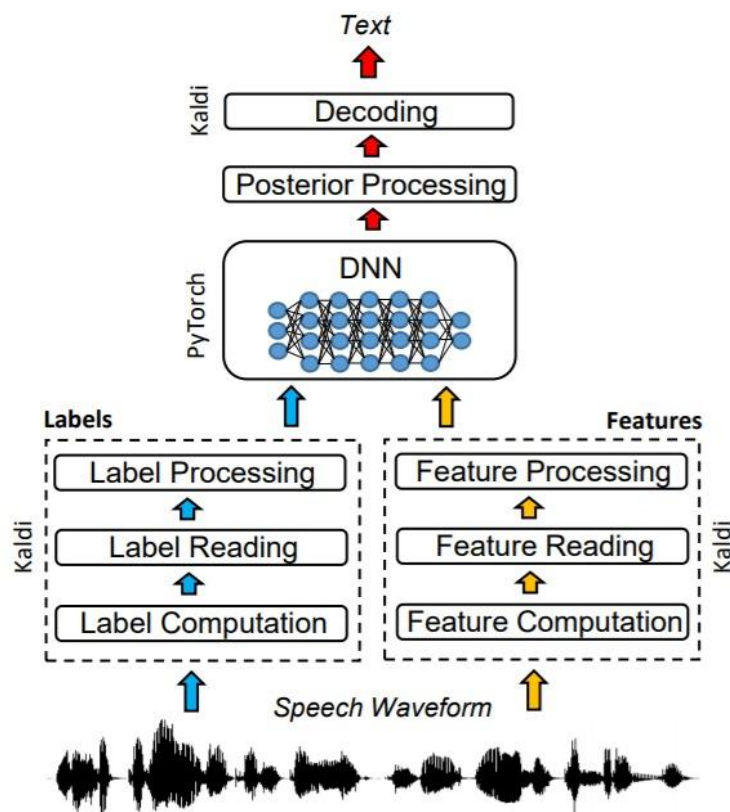 Text
Kaldi
Decoding
Posterior Processing
PyTorch
DNN
Labels
Features
Kaldi
Label Processing
Label Reading
Label Computation
Feature Processing
Feature Reading
Feature Computation
Kaldi
Speech Waveform